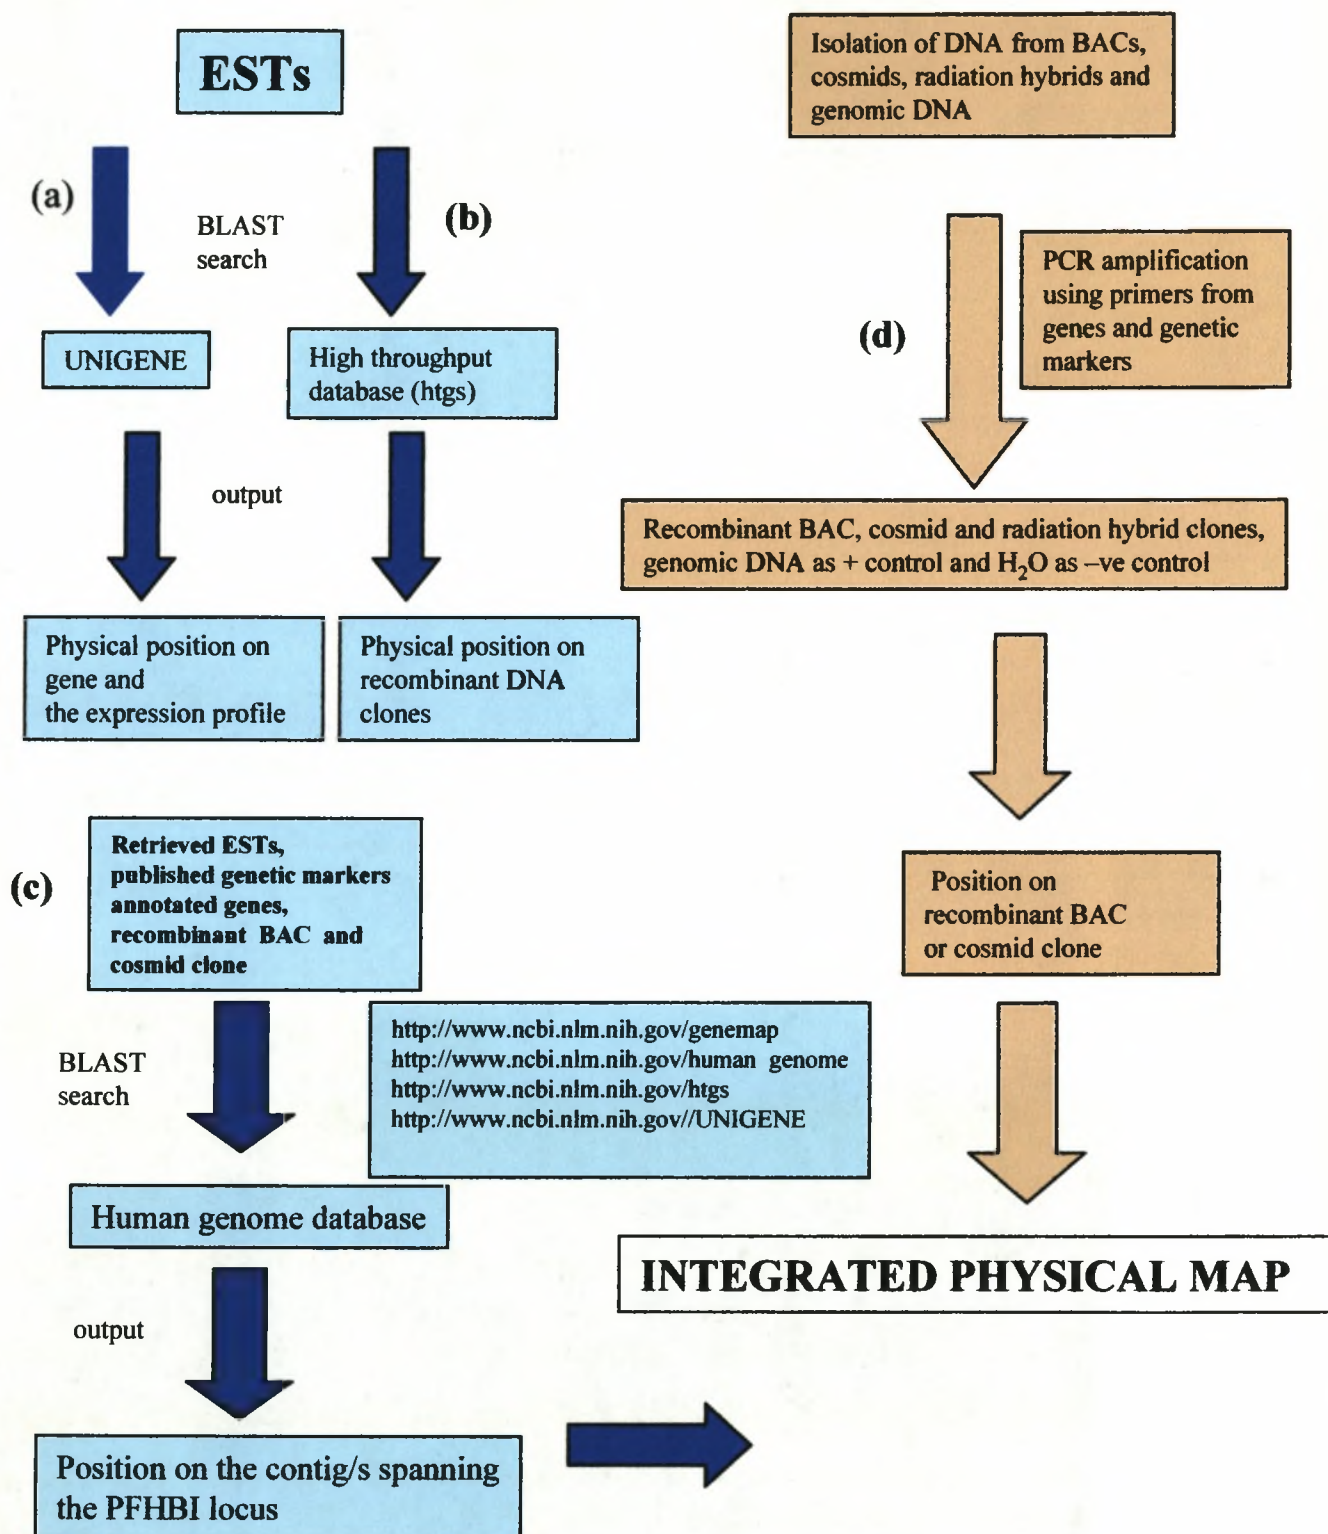 ESTs
(a)
BLAST
search
(b)
UNIGENE
High throughput
database (htgs)
output
Physical position on
gene and
the expression profile
Physical position on
recombinant DNA
clones
(c)
Retrieved ESTs,
published genetic markers
annotated genes,
recombinant BAC and
cosmid clone
BLAST
search
http://www.ncbi.nlm.nih.gov/genemap
http://www.ncbi.nlm.nih.gov/human genome
http://www.ncbi.nlm.nih.gov/htgs
http://www.ncbi.nlm.nih.gov//UNIGENE
Human genome database
output
Position on the contig/s spanning
the PFHBI locus
Isolation of DNA from BACs,
cosmids, radiation hybrids and
genomic DNA
(d)
PCR amplification
using primers from
genes and genetic
markers
Recombinant BAC, cosmid and radiation hybrid clones,
genomic DNA as + control and H₂O as –ve control
Position on
recombinant BAC
or cosmid clone
INTEGRATED PHYSICAL MAP